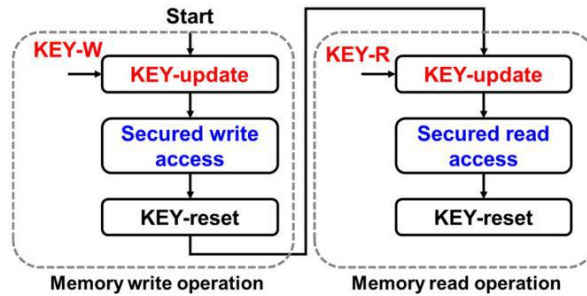 Start
KEY-W
KEY-update
Secured write
access
KEY-reset
Memory write operation
KEY-R
KEY-update
Secured read
access
KEY-reset
Memory read operation